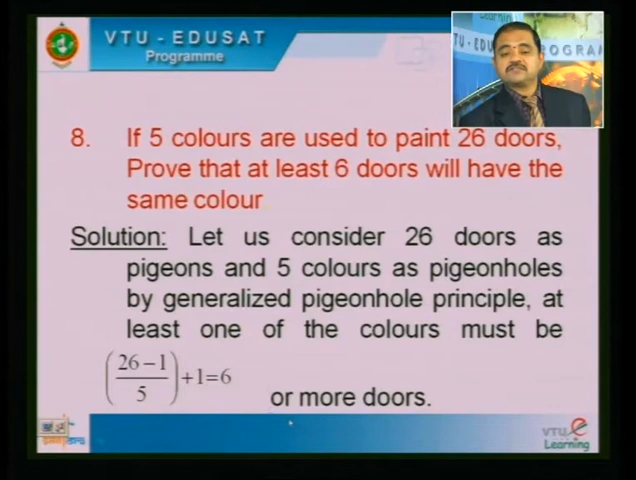 VTU - EDUSAT
Programme
8. If 5 colours are used to paint 26 doors,
Prove that at least 6 doors will have the
same colour
Solution: Let us consider 26 doors as
pigeons and 5 colours as pigeonholes
by generalized pigeonhole principle, at
least one of the colours must be
(26 − 1 / 5) + 1 = 6
or more doors.
VTU e
Learning